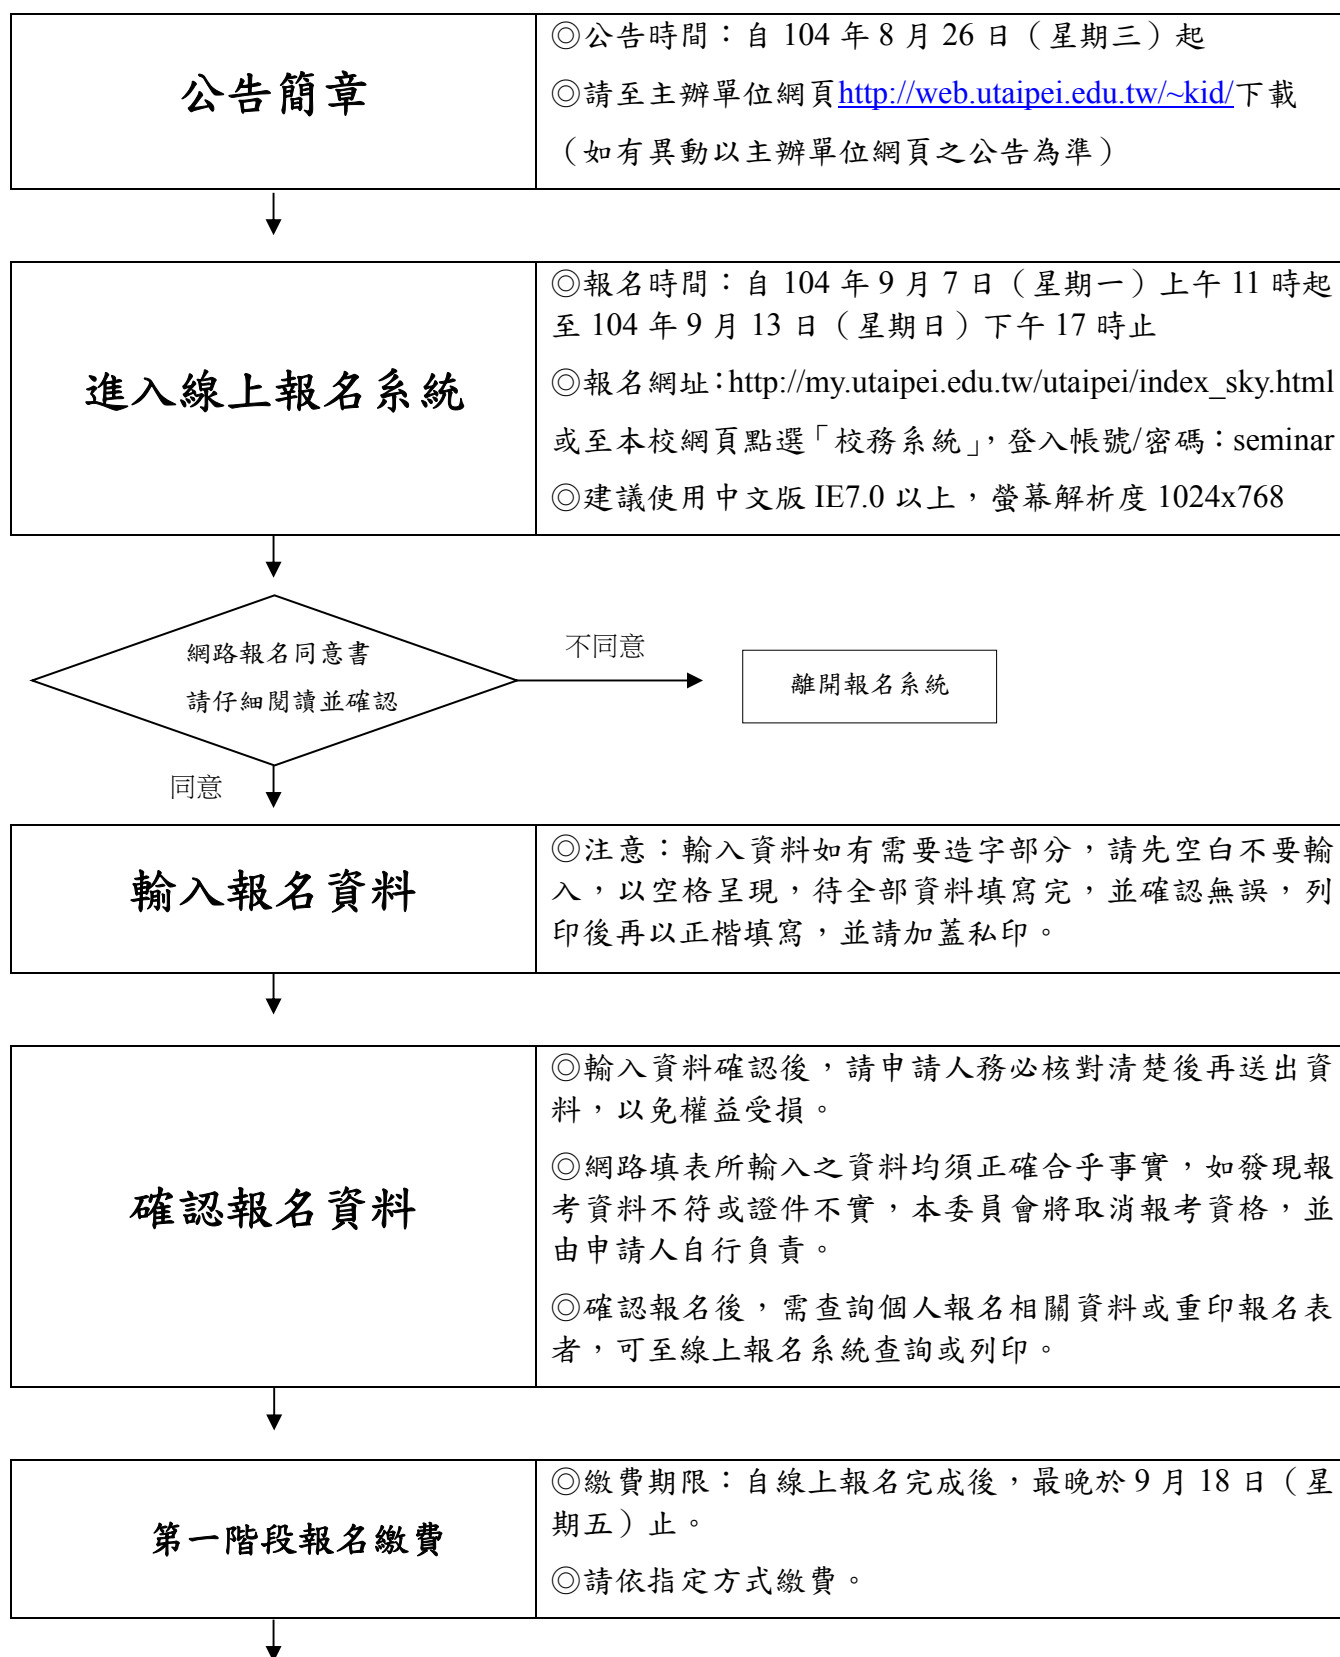 公告簡章
◎公告時間：自 104 年 8 月 26 日（星期三）起
◎請至主辦單位網頁http://web.utaipei.edu.tw/~kid/下載
（如有異動以主辦單位網頁之公告為準）
進入線上報名系統
◎報名時間：自 104 年 9 月 7 日（星期一）上午 11 時起
至 104 年 9 月 13 日（星期日）下午 17 時止
◎報名網址：http://my.utaipei.edu.tw/utaipei/index_sky.html
或至本校網頁點選「校務系統」，登入帳號/密碼：seminar
◎建議使用中文版 IE7.0 以上，螢幕解析度 1024x768
網路報名同意書
請仔細閱讀並確認
不同意
離開報名系統
同意
輸入報名資料
◎注意：輸入資料如有需要造字部分，請先空白不要輸
入，以空格呈現，待全部資料填寫完，並確認無誤，列
印後再以正楷填寫，並請加蓋私印。
確認報名資料
◎輸入資料確認後，請申請人務必核對清楚後再送出資
料，以免權益受損。
◎網路填表所輸入之資料均須正確合乎事實，如發現報
考資料不符或證件不實，本委員會將取消報考資格，並
由申請人自行負責。
◎確認報名後，需查詢個人報名相關資料或重印報名表
者，可至線上報名系統查詢或列印。
第一階段報名繳費
◎繳費期限：自線上報名完成後，最晚於 9 月 18 日（星
期五）止。
◎請依指定方式繳費。